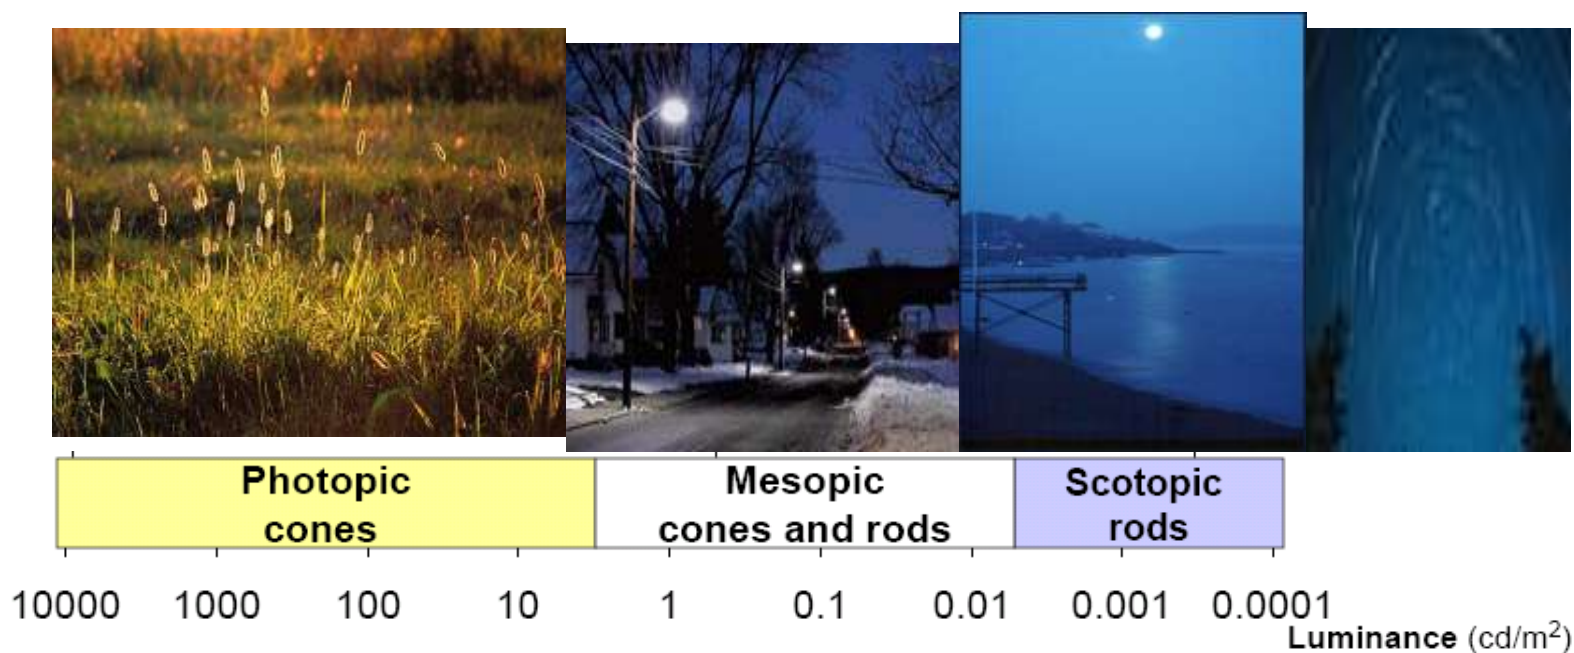 Photopic
cones
Mesopic
cones and rods
Scotopic
rods
10000 1000 100 10 1 0.1 0.01 0.001 0.0001
Luminance (cd/m²)